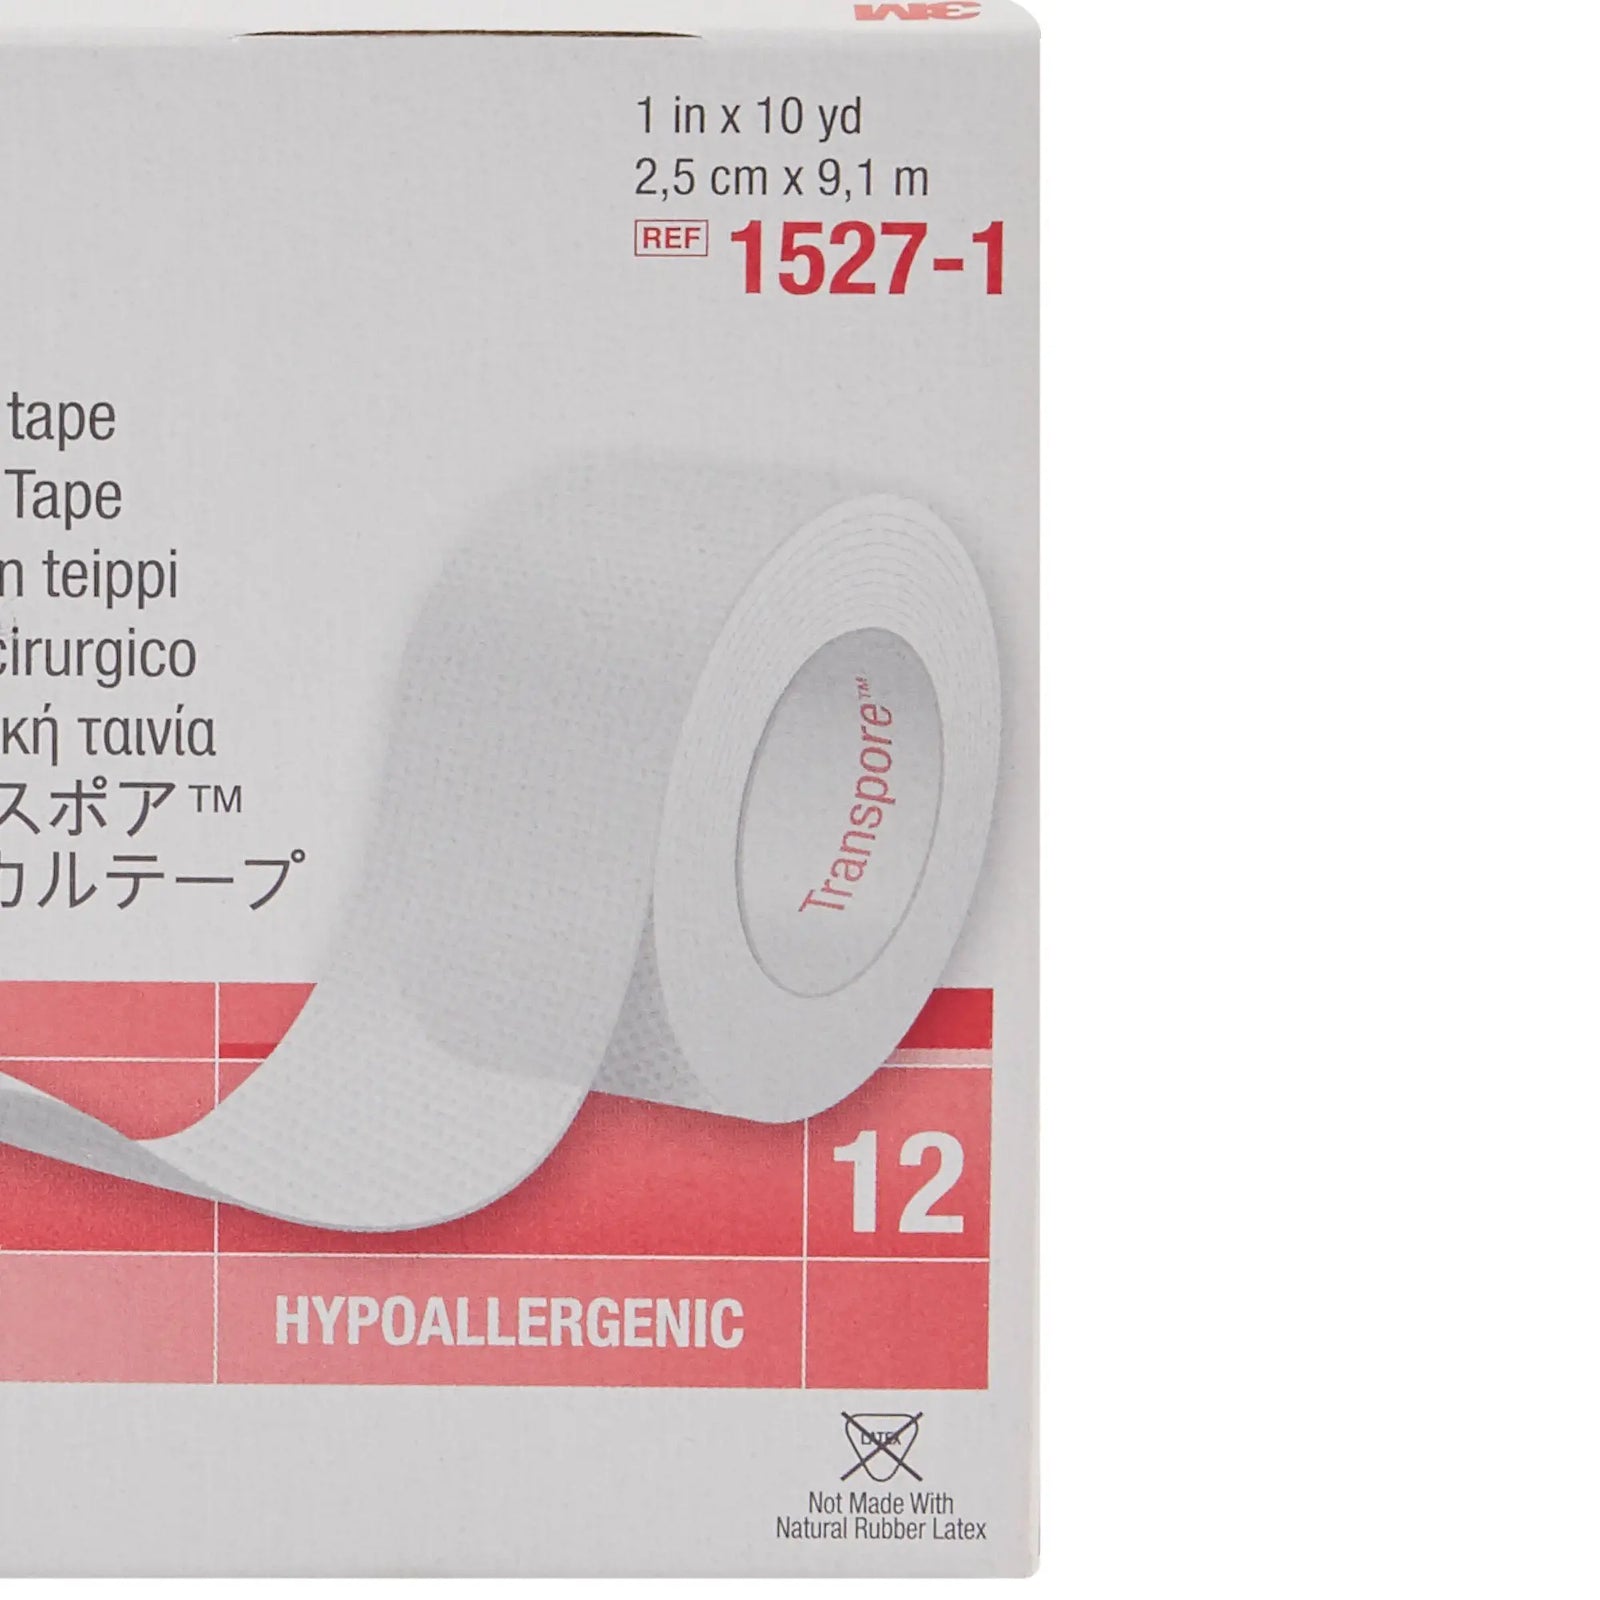 3M
1 in x 10 yd
2,5 cm x 9,1 m
REF 1527-1
tape
Tape
n teippi
cirurgico
κή ταινία
スポア™
カルテープ
Transpore™
12
HYPOALLERGENIC
LATEX
Not Made With
Natural Rubber Latex